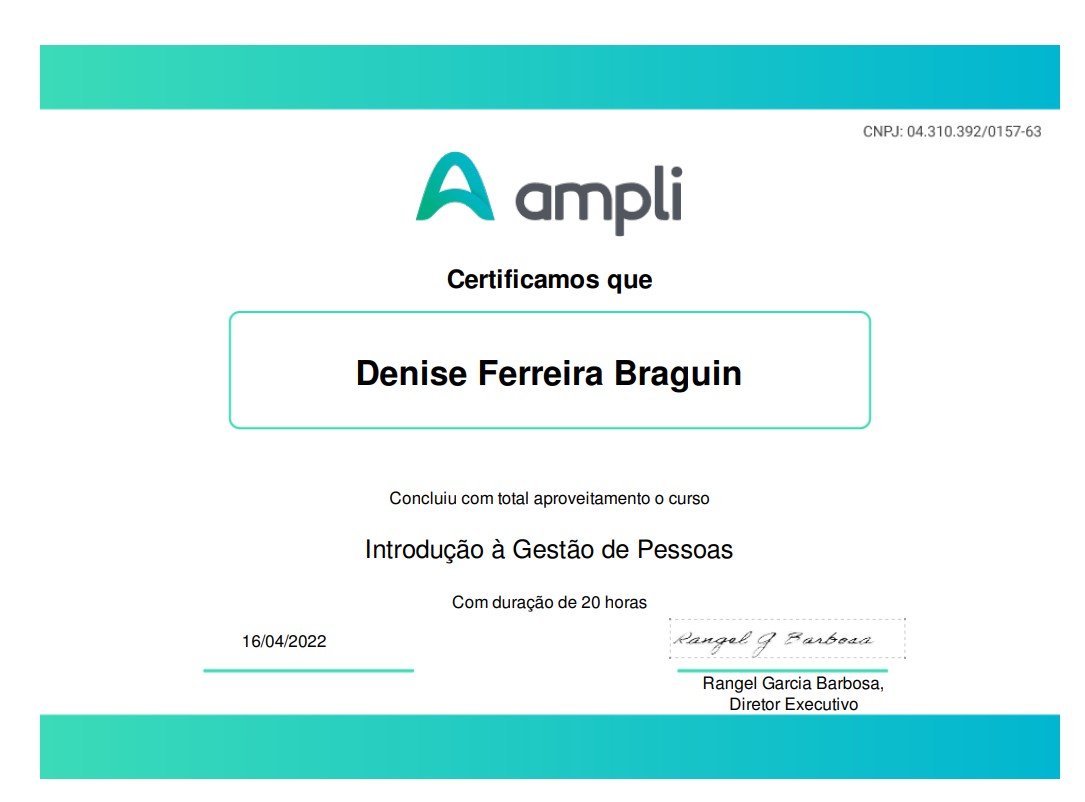 CNPJ: 04.310.392/0157-63
ampli
Certificamos que
Denise Ferreira Braguin
Concluiu com total aproveitamento o curso
Introdução à Gestão de Pessoas
Com duração de 20 horas
16/04/2022
Rangel G Barbosa
Rangel Garcia Barbosa,
Diretor Executivo